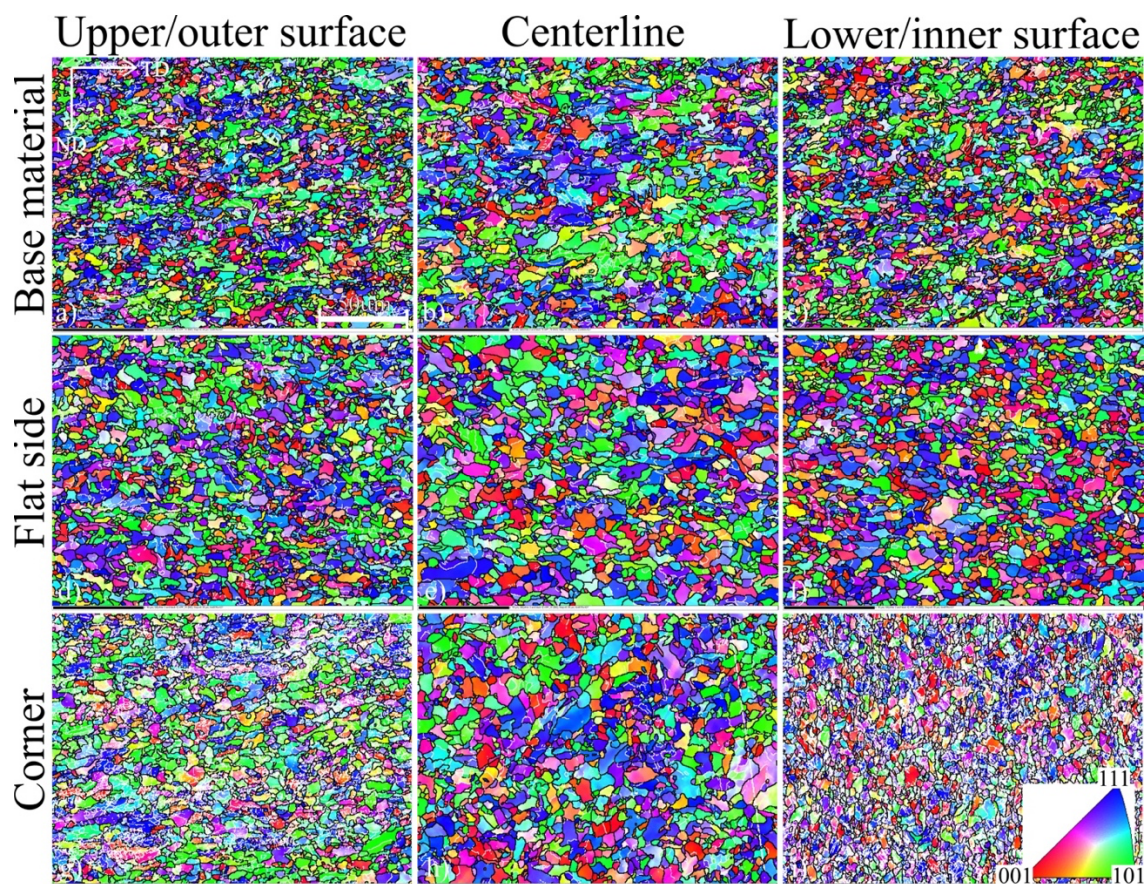 Upper/outer surface Centerline Lower/inner surface
Base material
TD
ND
a) b) c)
Flat side
d) e) f)
Corner
h)
111
001 101